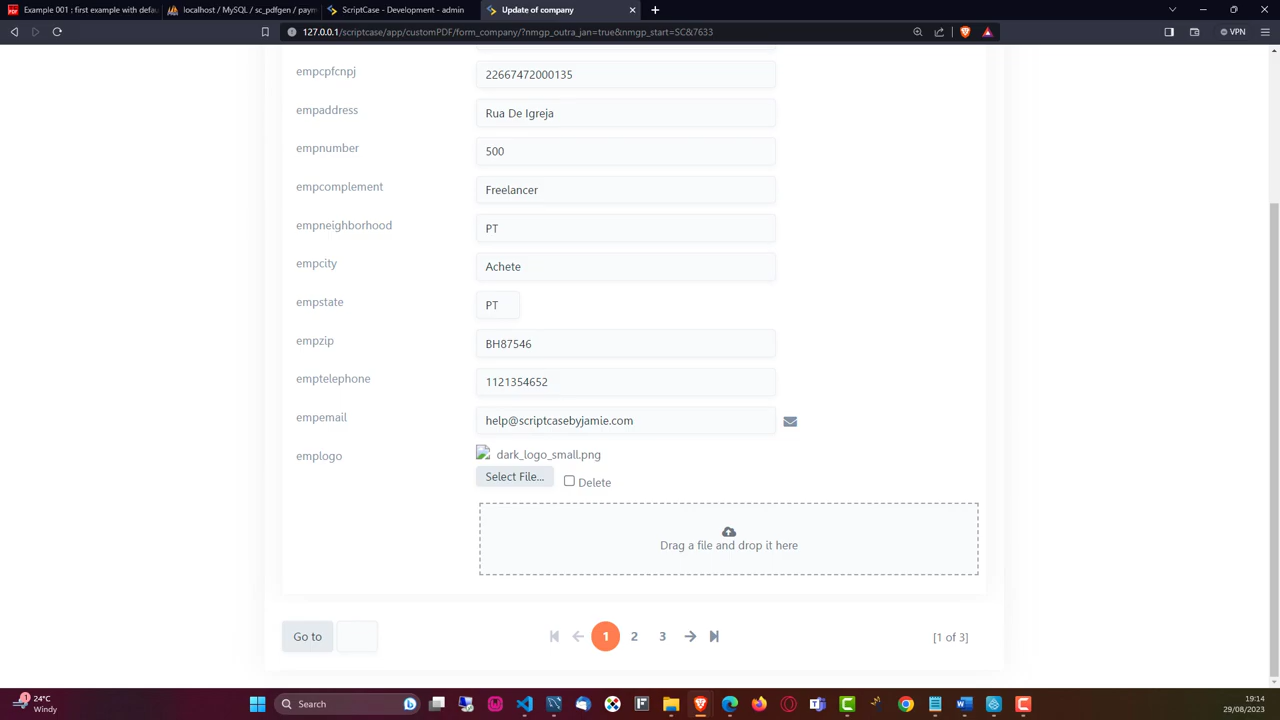 Example 001 : first example with defau
localhost / MySQL / sc_pdfgen / paym
ScriptCase - Development - admin
Update of company
127.0.0.1/scriptcase/app/customPDF/form_company/?nmgp_outra_jan=true&nmgp_start=SC&7633
VPN
empcpfcnpj
22667472000135
empaddress
Rua De Igreja
empnumber
500
empcomplement
Freelancer
empneighborhood
PT
empcity
Achete
empstate
PT
empzip
BH87546
emptelephone
1121354652
empemail
help@scriptcasebyjamie.com
emplogo
dark_logo_small.png
Select File...
Delete
Drag a file and drop it here
Go to
1
2
3
[1 of 3]
1
24°C
Windy
Search
19:14
29/08/2023